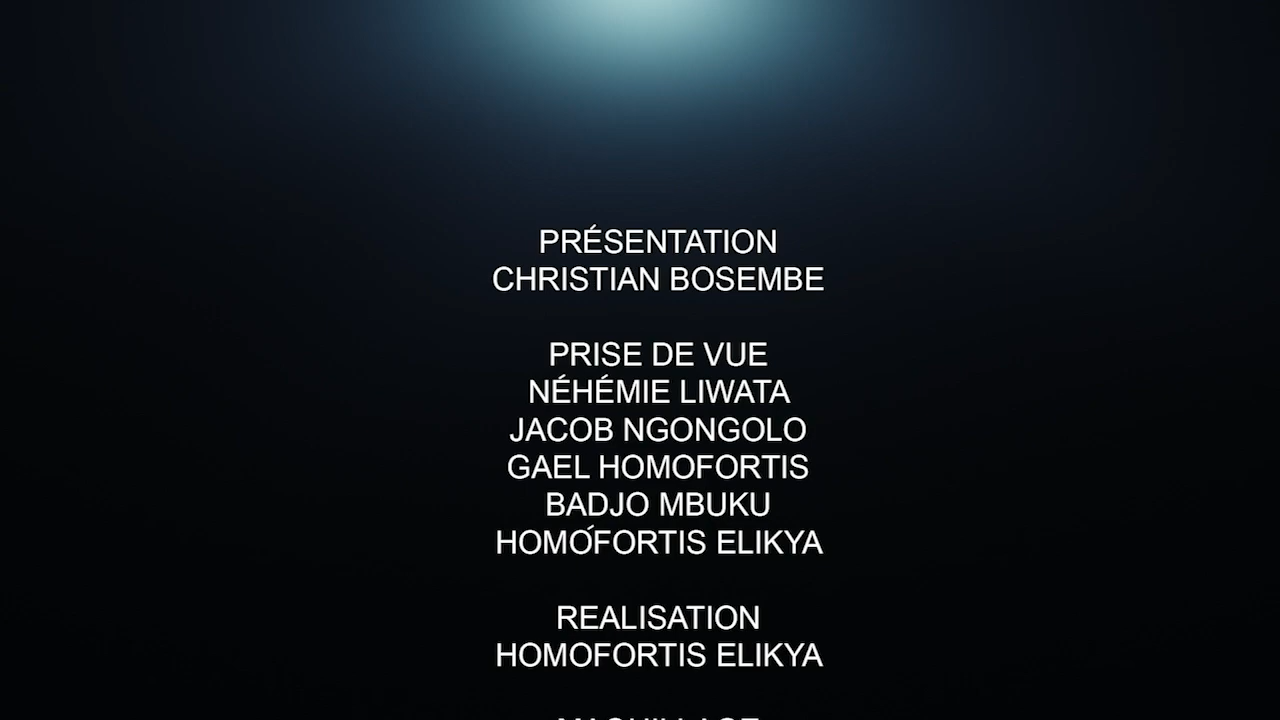 PRÉSENTATION
CHRISTIAN BOSEMBE
PRISE DE VUE
NÉHÉMIE LIWATA
JACOB NGONGOLO
GAEL HOMOFORTIS
BADJO MBUKU
HOMÓFORTIS ELIKYA
REALISATION
HOMOFORTIS ELIKYA